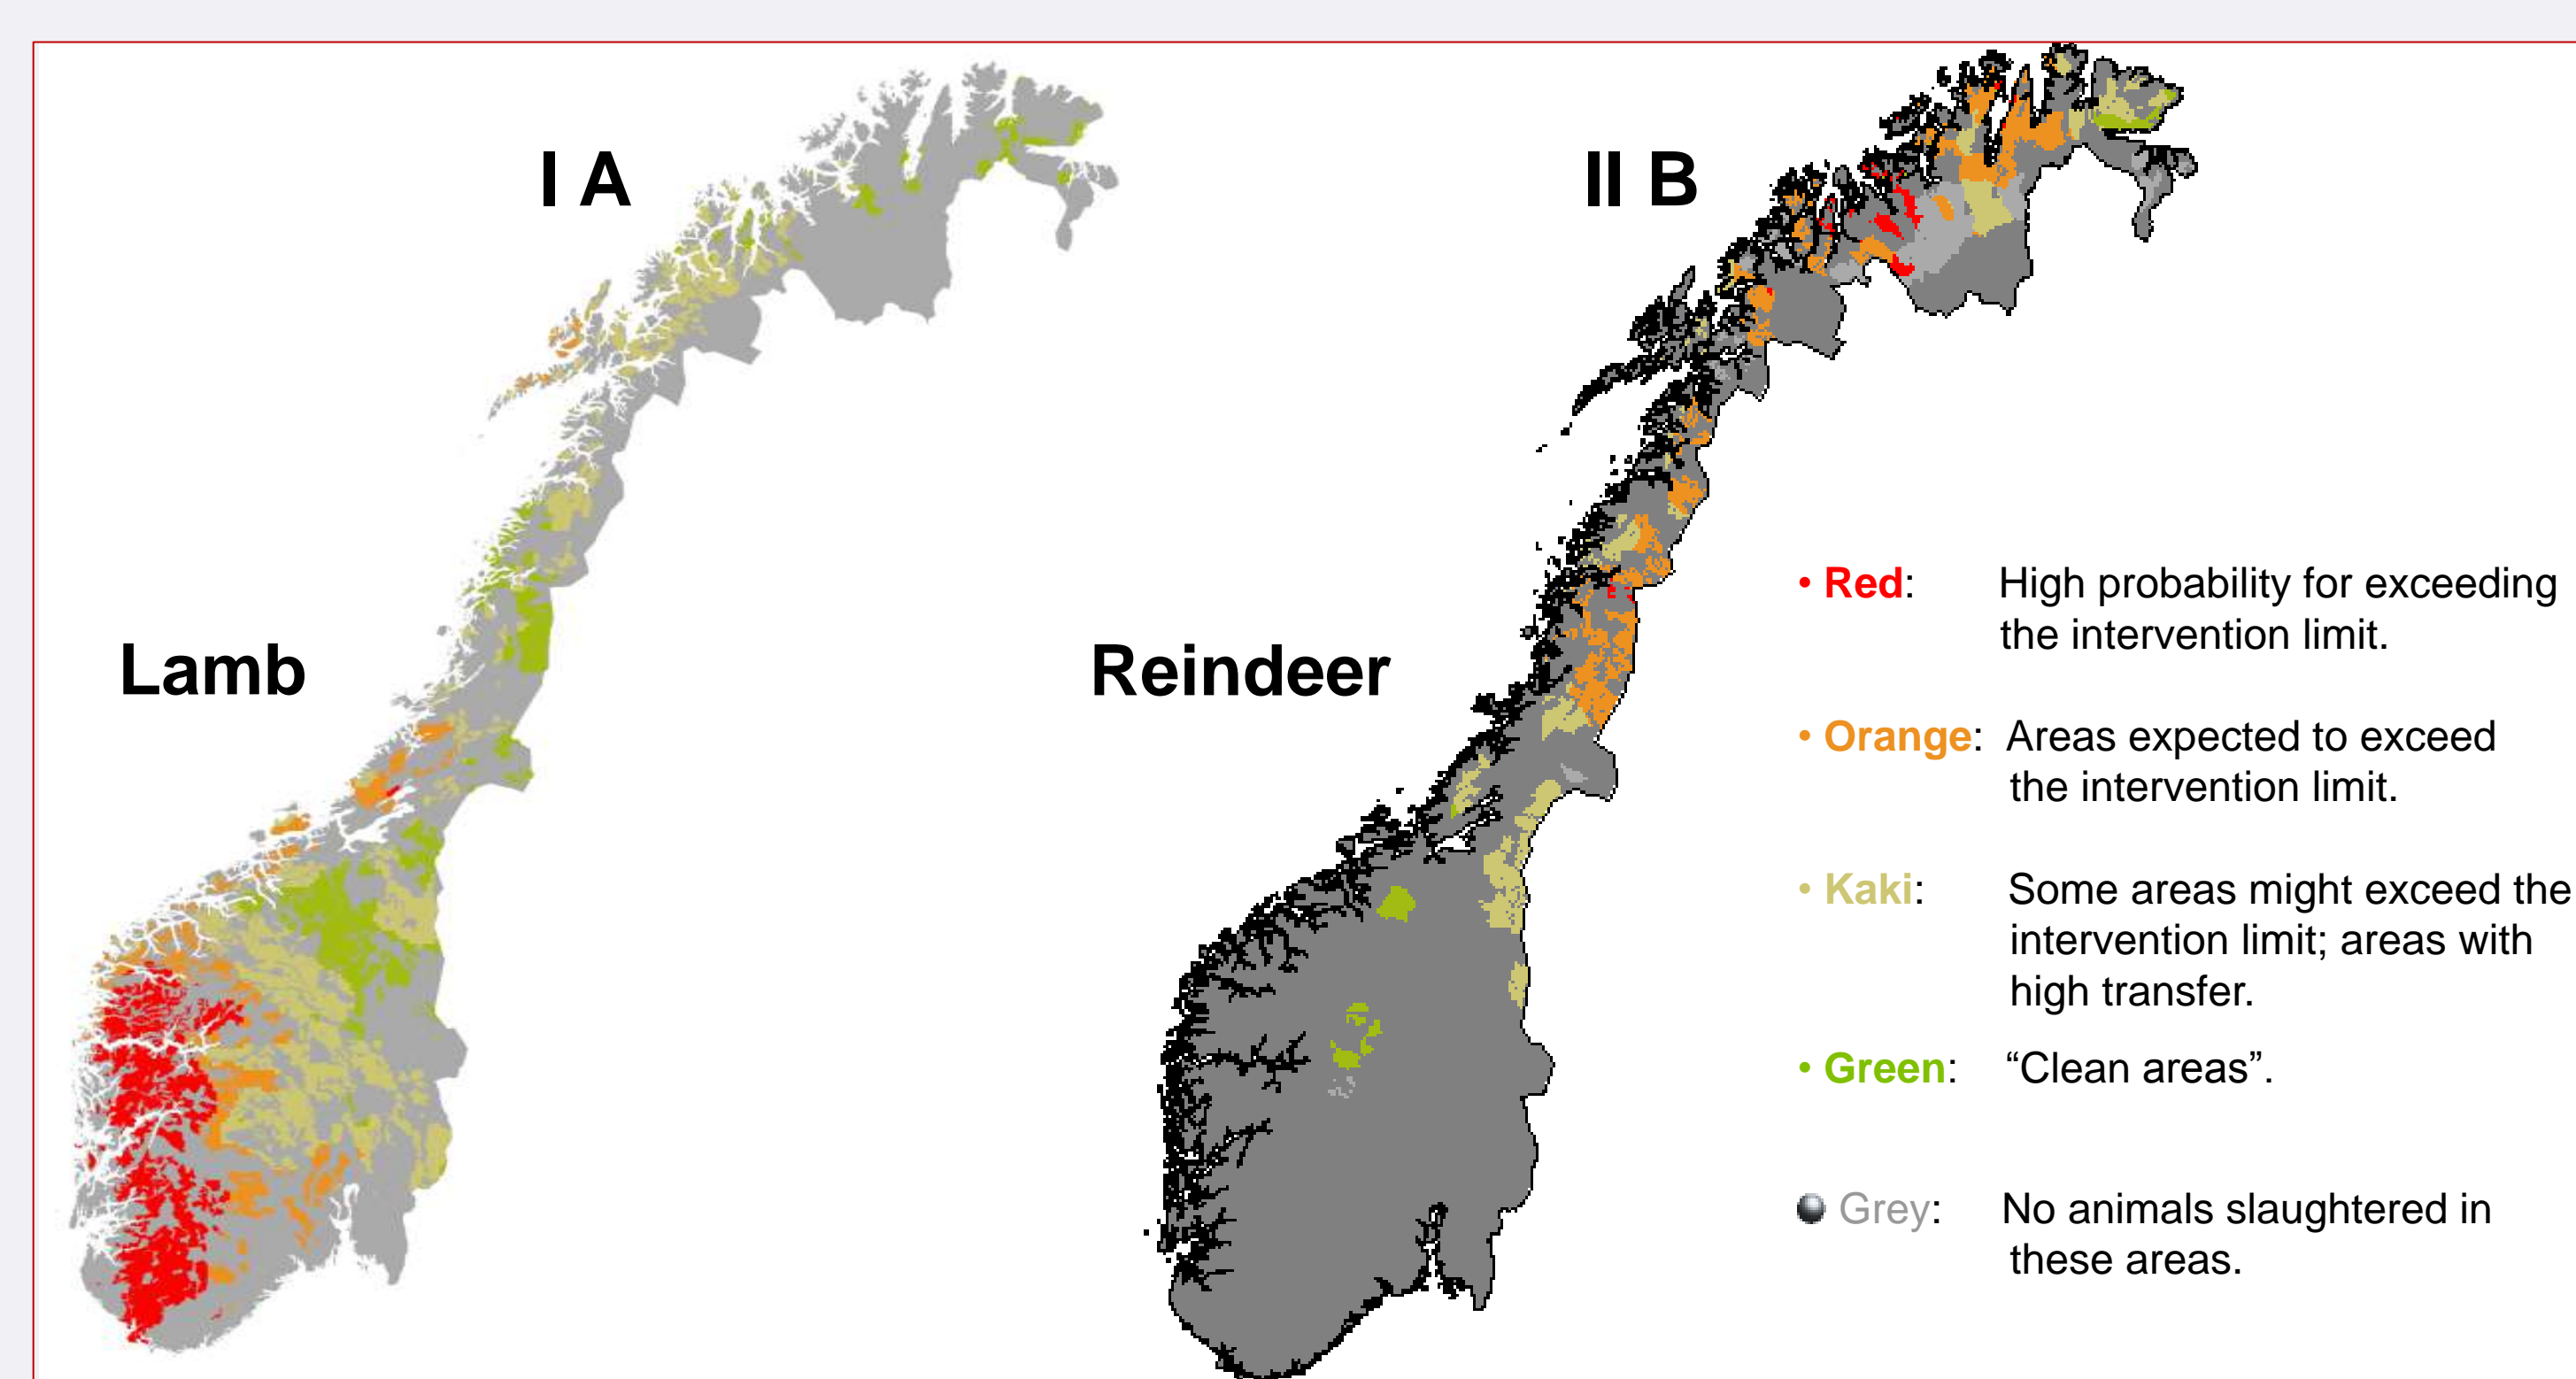 I A
II B
Lamb
Reindeer
• Red: High probability for exceeding
the intervention limit.
• Orange: Areas expected to exceed
the intervention limit.
• Kaki: Some areas might exceed the
intervention limit; areas with
high transfer.
• Green: “Clean areas”.
Grey: No animals slaughtered in
these areas.